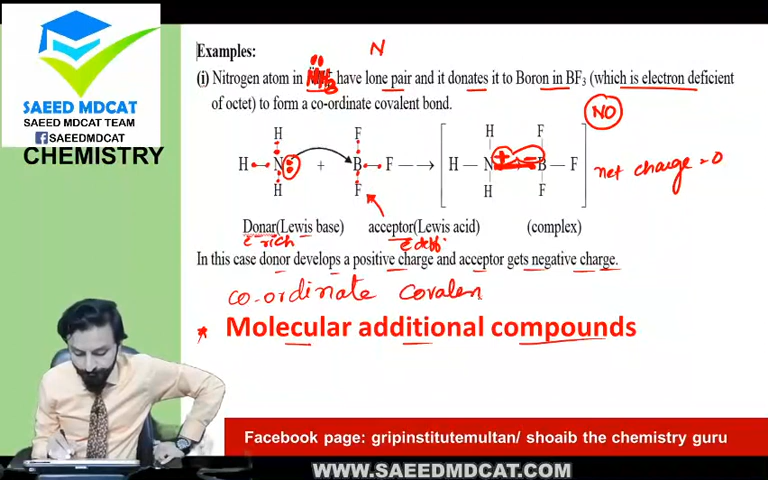 Examples:
N
(i) Nitrogen atom in NH3 have lone pair and it donates it to Boron in BF3 (which is electron deficient
of octet) to form a co-ordinate covalent bond.
NO
H F H F
H N + B F → H — N B — F
H F H F
+ −
net charge = 0
Donar(Lewis base) acceptor(Lewis acid) (complex)
rich def.
In this case donor develops a positive charge and acceptor gets negative charge.
co-ordinate covalen
* Molecular additional compounds
SAEED MDCAT
SAEED MDCAT TEAM
f SAEEDMDCAT
CHEMISTRY
Facebook page: gripinstitutemultan/ shoaib the chemistry guru
WWW.SAEEDMDCAT.COM